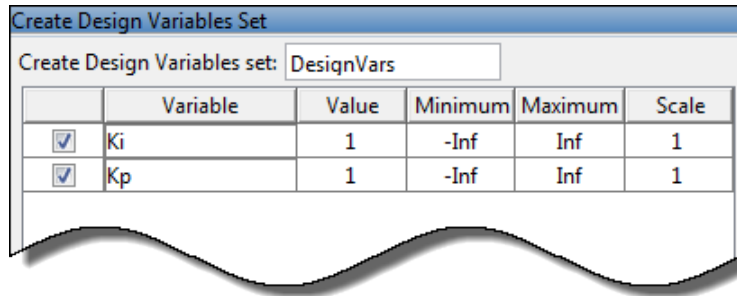 Create Design Variables Set
Create Design Variables set: DesignVars
Variable Value Minimum Maximum Scale
Ki 1 -Inf Inf 1
Kp 1 -Inf Inf 1